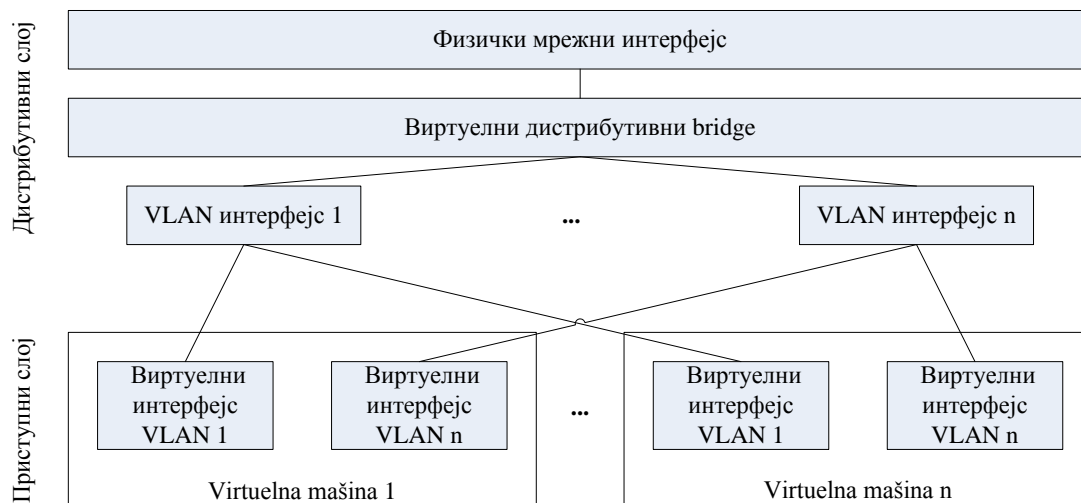 Дистрибутивни слој
Физички мрежни интерфејс
Виртуелни дистрибутивни bridge
VLAN интерфејс 1
...
VLAN интерфејс n
Приступни слој
Виртуелни
интерфејс
VLAN 1
Виртуелни
интерфејс
VLAN n
...
Виртуелни
интерфејс
VLAN 1
Виртуелни
интерфејс
VLAN n
Virtuelna mašina 1
Virtuelna mašina n